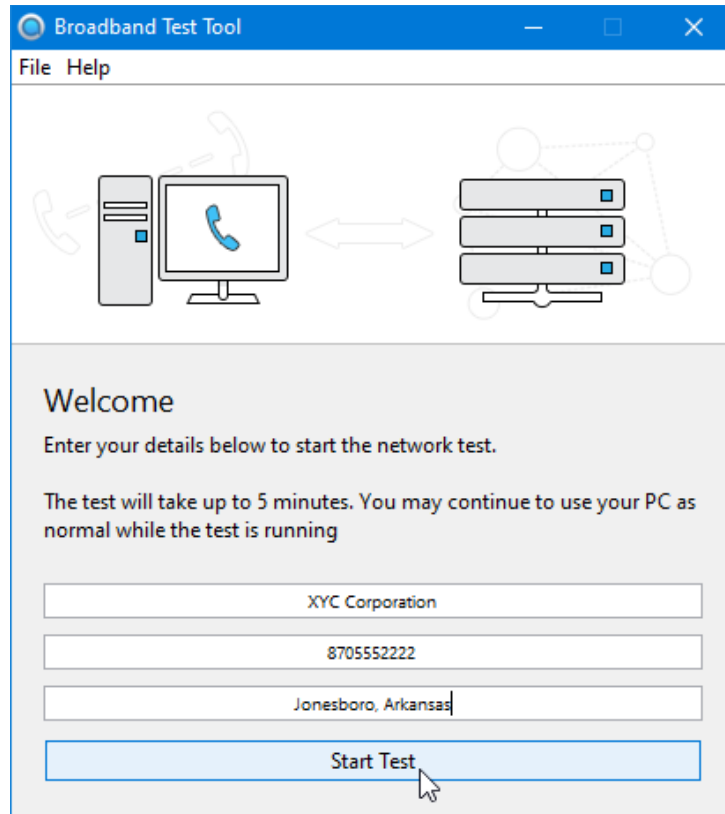 Broadband Test Tool
File Help
Welcome
Enter your details below to start the network test.
The test will take up to 5 minutes. You may continue to use your PC as
normal while the test is running
XYC Corporation
8705552222
Jonesboro, Arkansas
Start Test